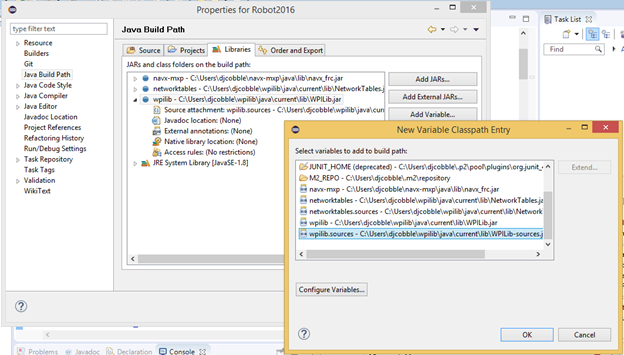 Properties for Robot2016
type filter text
Resource
Builders
Git
Java Build Path
Java Code Style
Java Compiler
Java Editor
Javadoc Location
Project References
Refactoring History
Run/Debug Settings
Task Repository
Task Tags
Validation
WikiText
Java Build Path
Source
Projects
Libraries
Order and Export
JARs and class folders on the build path:
navx-mxp - C:\Users\djcobble\navx-mxp\java\lib\navx_frc.jar
networktables - C:\Users\djcobble\wpilib\java\current\lib\NetworkTables.ja
wpilib - C:\Users\djcobble\wpilib\java\current\lib\WPILib.jar
Source attachment: wpilib.sources - C:\Users\djcobble\wpilib\java\cu
Javadoc location: (None)
External annotations: (None)
Native library location: (None)
Access rules: (No restrictions)
JRE System Library [JavaSE-1.8]
Add JARs...
Add External JARs...
Add Variable...
Task List
Find
All
New Variable Classpath Entry
Select variables to add to build path:
JUNIT_HOME (deprecated) - C:\Users\djcobble\.p2\pool\plugins\org.junit_
M2_REPO - C:\Users\djcobble\.m2\repository
navx-mxp - C:\Users\djcobble\navx-mxp\java\lib\navx_frc.jar
networktables - C:\Users\djcobble\wpilib\java\current\lib\NetworkTables.j
networktables.sources - C:\Users\djcobble\wpilib\java\current\lib\Network
wpilib - C:\Users\djcobble\wpilib\java\current\lib\WPILib.jar
wpilib.sources - C:\Users\djcobble\wpilib\java\current\lib\WPILib-sources.j
Extend...
Configure Variables...
OK
Cancel
Problems
Javadoc
Declaration
Console